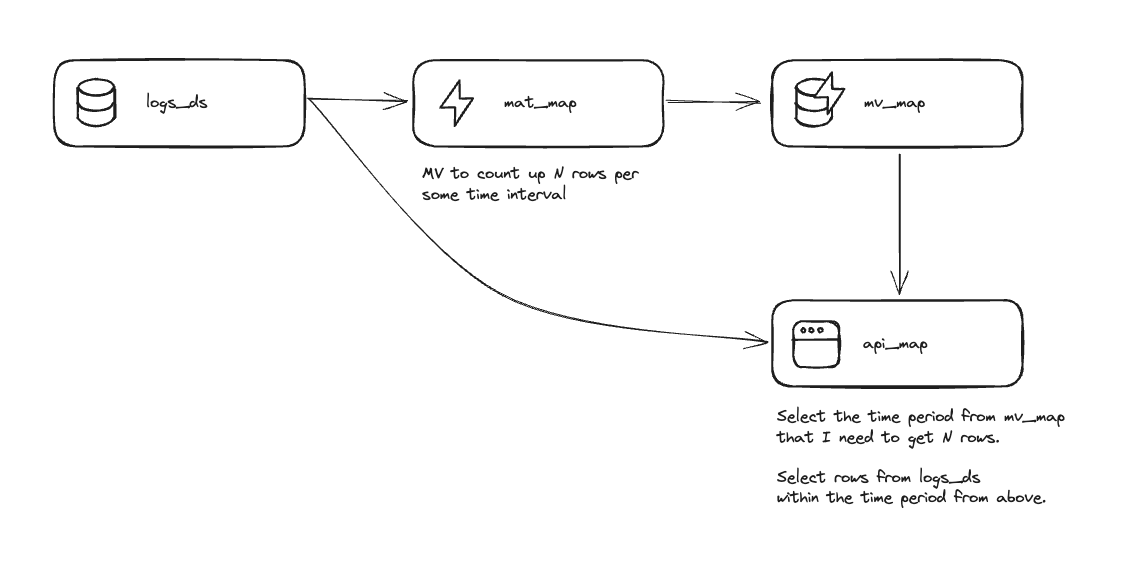 logs_ds
mat_map
mv_map
MV to count up N rows per
some time interval
api_map
Select the time period from mv_map
that I need to get N rows.
Select rows from logs_ds
within the time period from above.